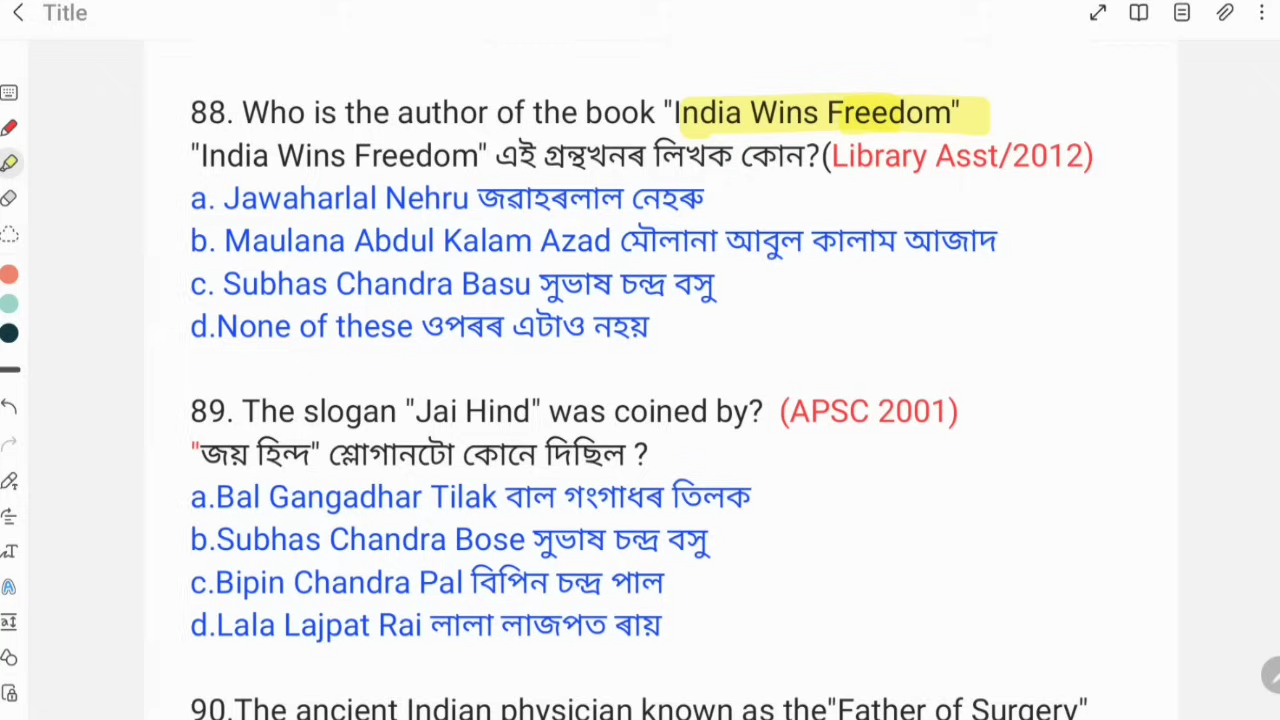 Title
88. Who is the author of the book "India Wins Freedom"
"India Wins Freedom" এই গ্ৰন্থখনৰ লিখক কোন?(Library Asst/2012)
a. Jawaharlal Nehru জৱাহৰলাল নেহৰু
b. Maulana Abdul Kalam Azad মৌলানা আবুল কালাম আজাদ
c. Subhas Chandra Basu সুভাষ চন্দ্ৰ বসু
d.None of these ওপৰৰ এটাও নহয়
89. The slogan "Jai Hind" was coined by? (APSC 2001)
"জয় হিন্দ" শ্লোগানটো কোনে দিছিল ?
a.Bal Gangadhar Tilak বাল গংগাধৰ তিলক
b.Subhas Chandra Bose সুভাষ চন্দ্ৰ বসু
c.Bipin Chandra Pal বিপিন চন্দ্ৰ পাল
d.Lala Lajpat Rai লালা লাজপত ৰায়
90.The ancient Indian physician known as the"Father of Surgery"